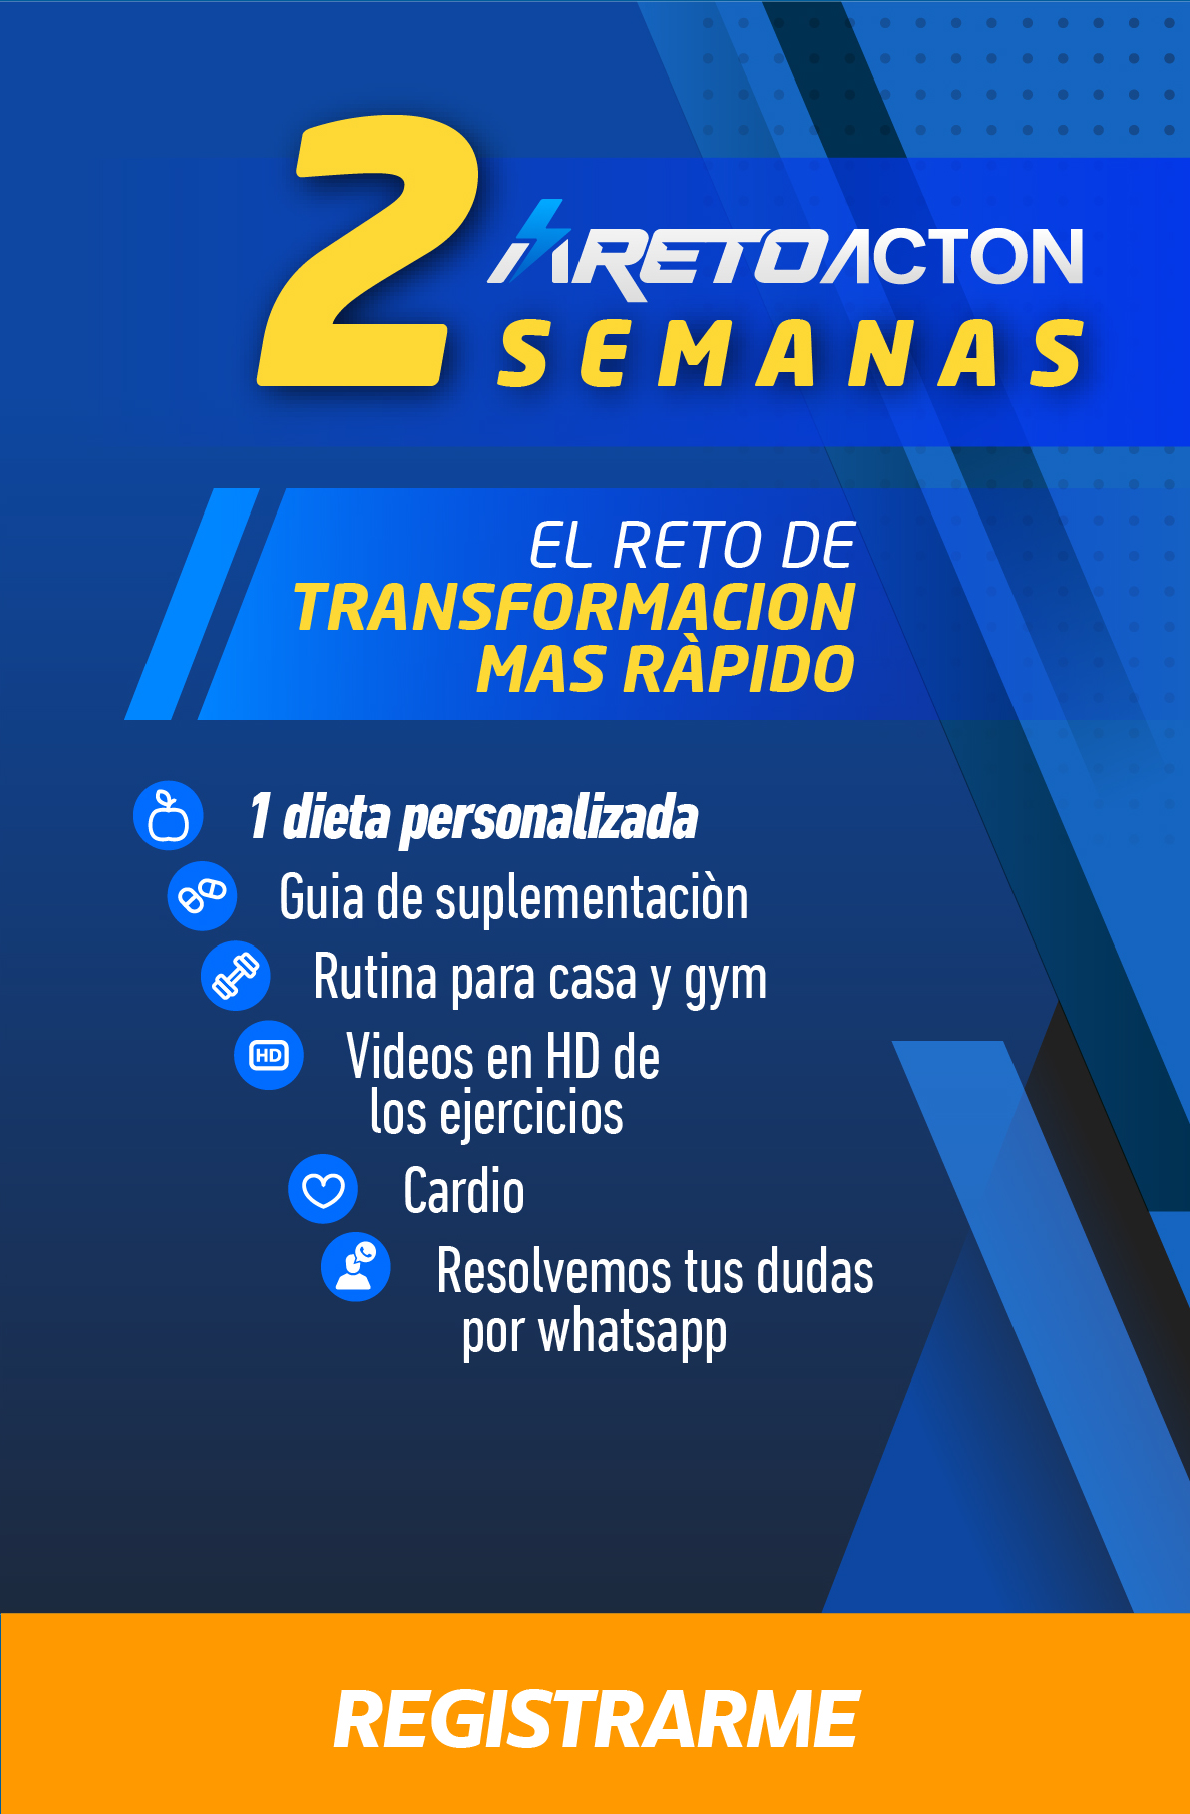 2
RETOACTON
SEMANAS
EL RETO DE
TRANSFORMACION
MAS RÀPIDO
1 dieta personalizada
Guia de suplementaciòn
Rutina para casa y gym
HD
Videos en HD de
los ejercicios
Cardio
Resolvemos tus dudas
por whatsapp
REGISTRARME